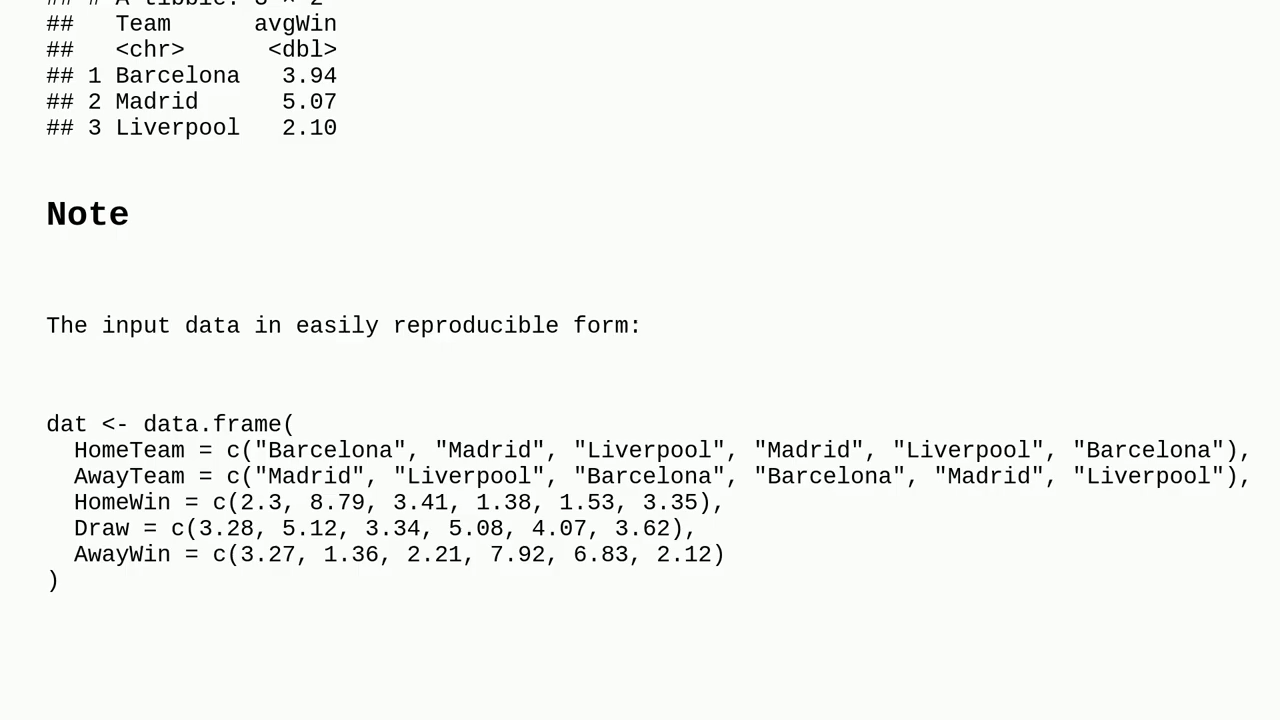 ## # A tibble: 3 × 2
##   Team      avgWin
##   <chr>      <dbl>
## 1 Barcelona   3.94
## 2 Madrid      5.07
## 3 Liverpool   2.10
Note
The input data in easily reproducible form:
dat <- data.frame(
  HomeTeam = c("Barcelona", "Madrid", "Liverpool", "Madrid", "Liverpool", "Barcelona"),
  AwayTeam = c("Madrid", "Liverpool", "Barcelona", "Barcelona", "Madrid", "Liverpool"),
  HomeWin = c(2.3, 8.79, 3.41, 1.38, 1.53, 3.35),
  Draw = c(3.28, 5.12, 3.34, 5.08, 4.07, 3.62),
  AwayWin = c(3.27, 1.36, 2.21, 7.92, 6.83, 2.12)
)